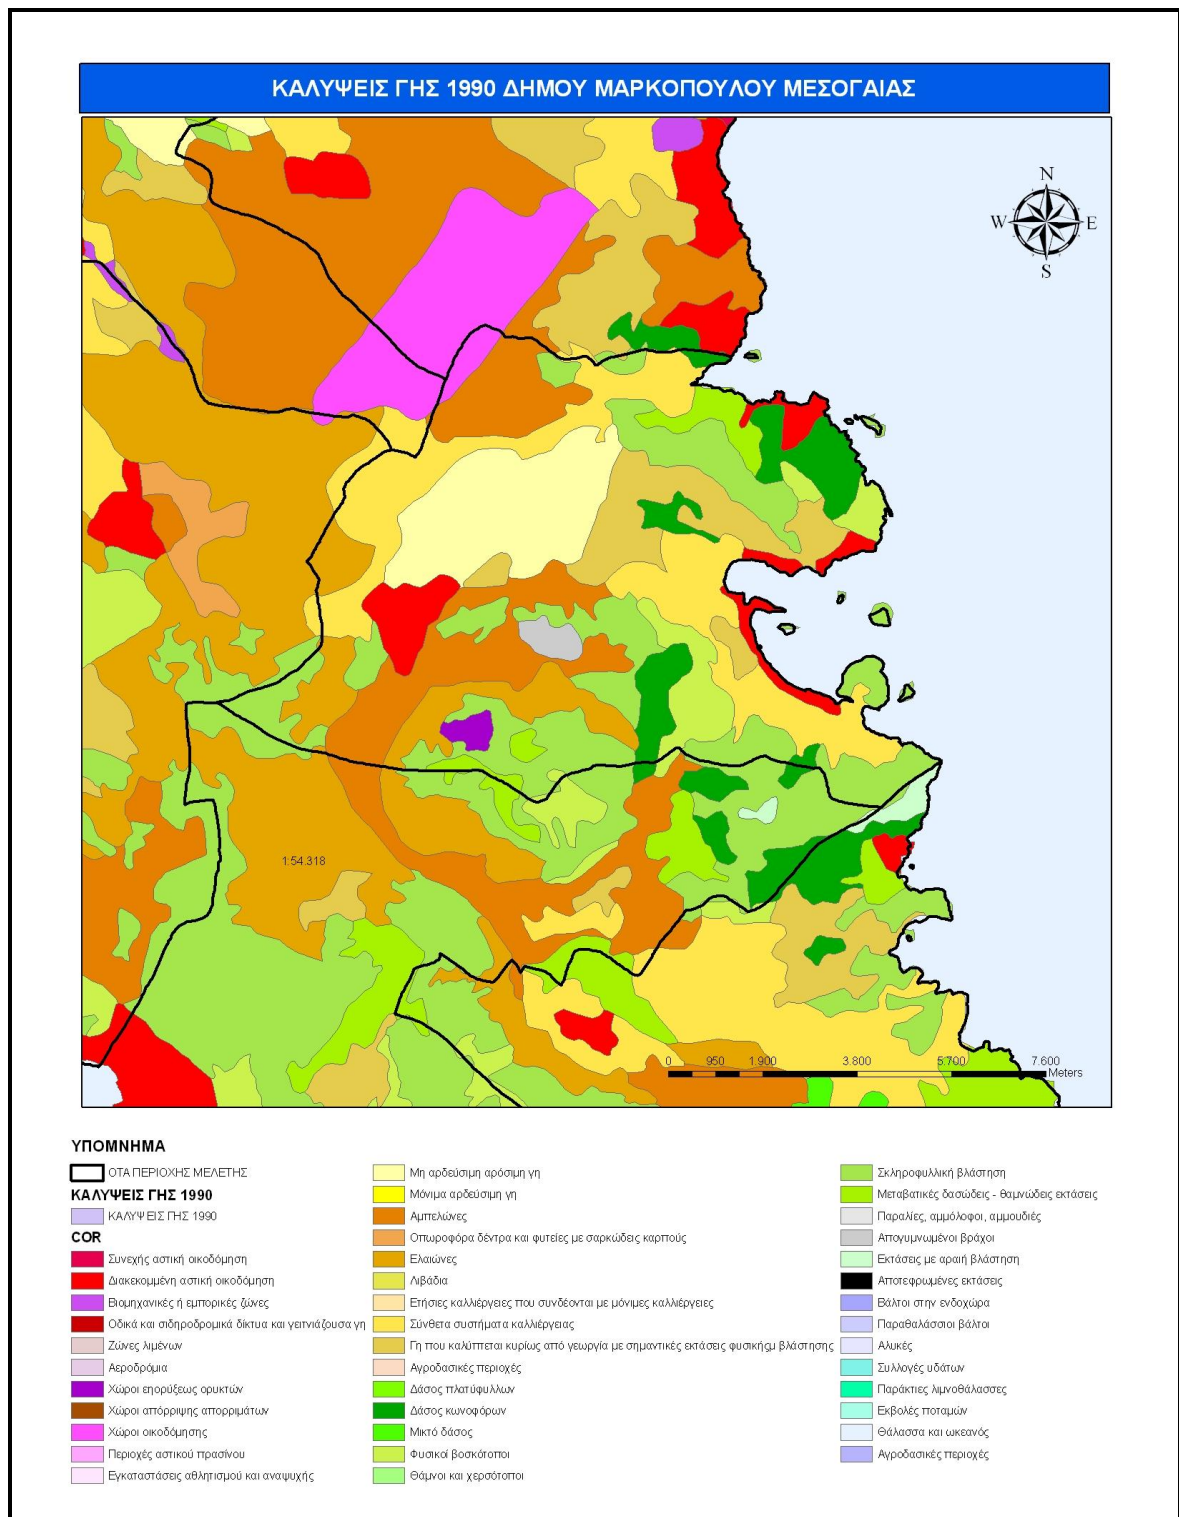 ΚΑΛΥΨΕΙΣ ΓΗΣ 1990 ΔΗΜΟΥ ΜΑΡΚΟΠΟΥΛΟΥ ΜΕΣΟΓΑΙΑΣ
N
W E
S
1:54.318
0 950 1.900 3.800 5.700 7.600
Meters
ΥΠΟΜΝΗΜΑ
ΟΤΑ ΠΕΡΙΟΧΗΣ ΜΕΛΕΤΗΣ
ΚΑΛΥΨΕΙΣ ΓΗΣ 1990
ΚΑΛΥΨΕΙΣ ΓΗΣ 1990
COR
Συνεχής αστική οικοδόμηση
Διακεκομμένη αστική οικοδόμηση
Βιομηχανικές ή εμπορικές ζώνες
Οδικά και σιδηροδρομικά δίκτυα και γειτνιάζουσα γη
Ζώνες λιμένων
Αεροδρόμια
Χώροι εηορύξεως ορυκτών
Χώροι απόρριψης απορριμάτων
Χώροι οικοδόμησης
Περιοχές αστικού πρασίνου
Εγκαταστάσεις αθλητισμού και αναψυχής
Μη αρδεύσιμη αρόσιμη γη
Μόνιμα αρδεύσιμη γη
Αμπελώνες
Οπωροφόρα δέντρα και φυτείες με σαρκώδεις καρπούς
Ελαιώνες
Λιβάδια
Ετήσιες καλλιέργειες που συνδέονται με μόνιμες καλλιέργειες
Σύνθετα συστήματα καλλιέργειας
Γη που καλύπτεται κυρίως από γεωργία με σημαντικές εκτάσεις φυσικήςμ βλάστησης
Αγροδασικές περιοχές
Δάσος πλατύφυλλων
Δάσος κωνοφόρων
Μικτό δάσος
Φυσικοί βοσκότοποι
Θάμνοι και χερσότοποι
Σκληροφυλλική βλάστηση
Μεταβατικές δασώδεις - θαμνώδεις εκτάσεις
Παραλίες, αμμόλοφοι, αμμουδιές
Απογυμνωμένοι βράχοι
Εκτάσεις με αραιή βλάστηση
Αποτεφρωμένες εκτάσεις
Βάλτοι στην ενδοχώρα
Παραθαλάσσιοι βάλτοι
Αλυκές
Συλλογές υδάτων
Παράκτιες λιμνοθάλασσες
Εκβολές ποταμών
Θάλασσα και ωκεανός
Αγροδασικές περιοχές